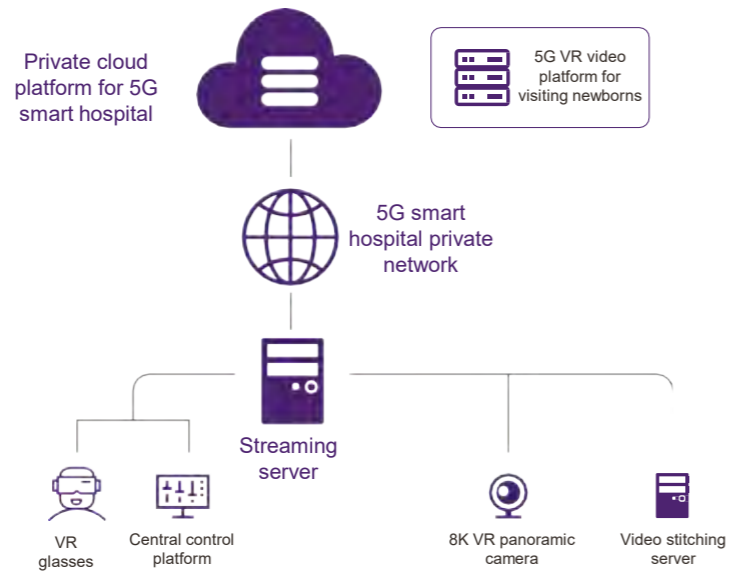 Private cloud
platform for 5G
smart hospital
5G VR video
platform for
visiting newborns
5G smart
hospital private
network
Streaming
server
VR
glasses
Central control
platform
8K VR panoramic
camera
Video stitching
server